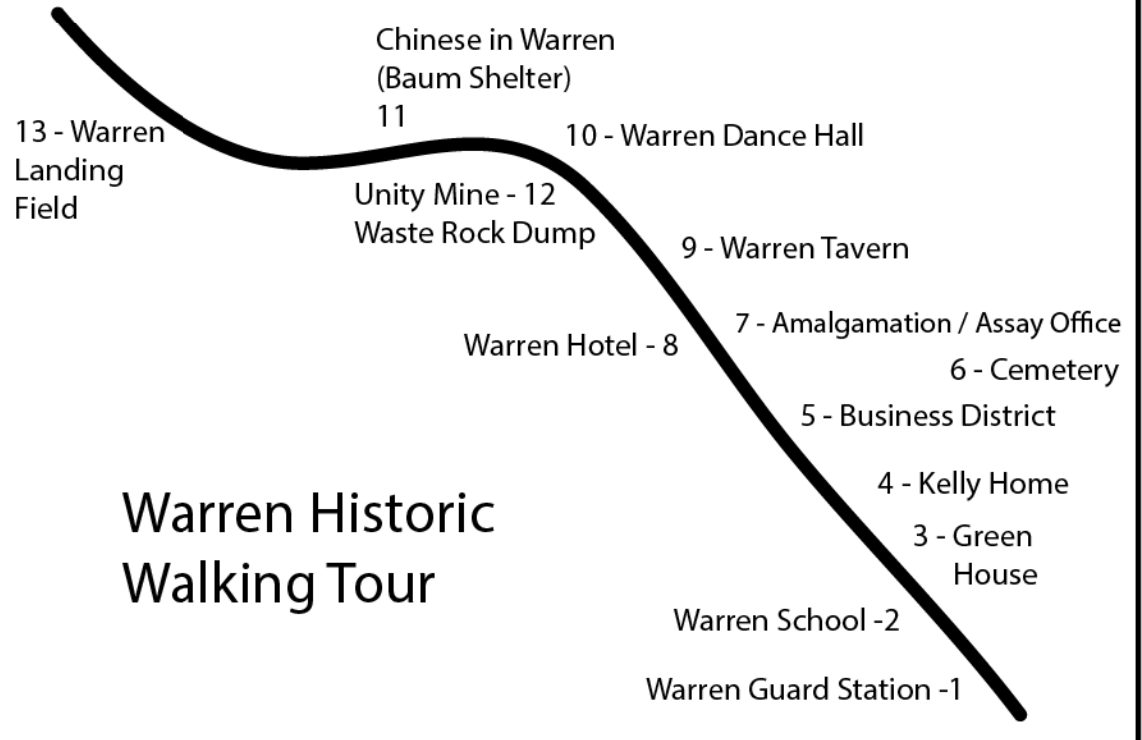 Chinese in Warren
(Baum Shelter)
11
13 - Warren
Landing
Field
10 - Warren Dance Hall
Unity Mine - 12
Waste Rock Dump
9 - Warren Tavern
7 - Amalgamation / Assay Office
Warren Hotel - 8
6 - Cemetery
5 - Business District
4 - Kelly Home
Warren Historic
Walking Tour
3 - Green
House
Warren School -2
Warren Guard Station -1